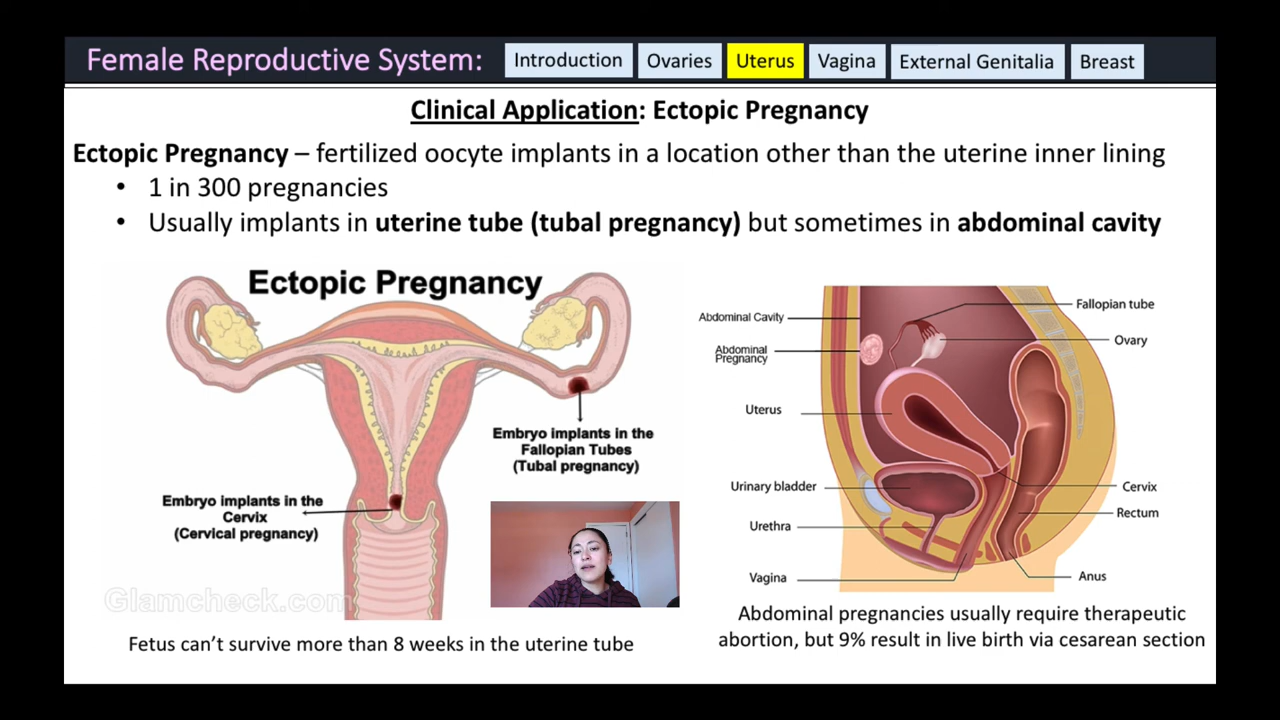 Female Reproductive System: Introduction Ovaries Uterus Vagina External Genitalia Breast
Clinical Application: Ectopic Pregnancy
Ectopic Pregnancy – fertilized oocyte implants in a location other than the uterine inner lining
• 1 in 300 pregnancies
• Usually implants in uterine tube (tubal pregnancy) but sometimes in abdominal cavity
Ectopic Pregnancy
Embryo implants in the
Fallopian Tubes
(Tubal pregnancy)
Embryo implants in the
Cervix
(Cervical pregnancy)
Glamcheck.com
Fetus can't survive more than 8 weeks in the uterine tube
Abdominal Cavity
Abdominal
Pregnancy
Uterus
Urinary bladder
Urethra
Vagina
Fallopian tube
Ovary
Cervix
Rectum
Anus
Abdominal pregnancies usually require therapeutic
abortion, but 9% result in live birth via cesarean section